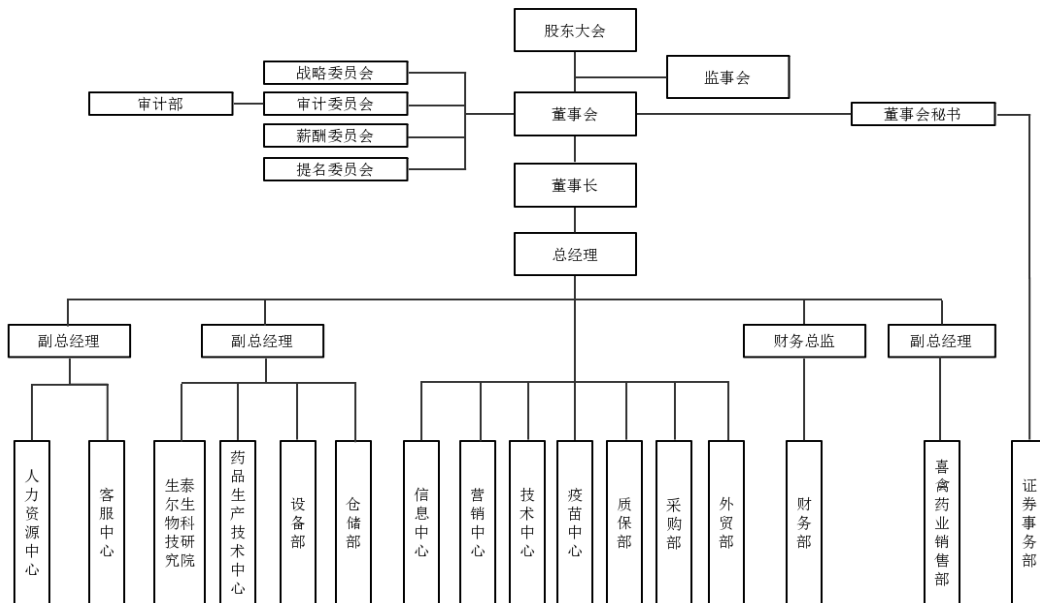 股东大会
监事会
战略委员会
审计部
审计委员会
董事会
董事会秘书
薪酬委员会
提名委员会
董事长
总经理
副总经理
副总经理
财务总监
副总经理
人力资源中心
客服中心
生泰尔生物科技研究院
药品生产技术中心
设备部
仓储部
信息中心
营销中心
技术中心
疫苗中心
质保部
采购部
外贸部
财务部
喜禽药业销售部
证券事务部